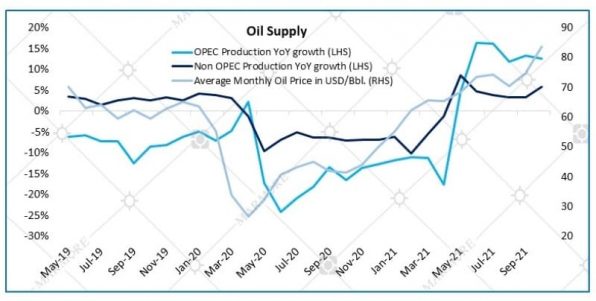 Oil Supply
OPEC Production YoY growth (LHS)
Non OPEC Production YoY growth (LHS)
Average Monthly Oil Price in USD/Bbl. (RHS)
20%
15%
10%
5%
0%
-5%
-10%
-15%
-20%
-25%
-30%
90
80
70
60
50
40
30
20
May-19
Jul-19
Sep-19
Nov-19
Jan-20
Mar-20
May-20
Jul-20
Sep-20
Nov-20
Jan-21
Mar-21
May-21
Jul-21
Sep-21
MARMORE